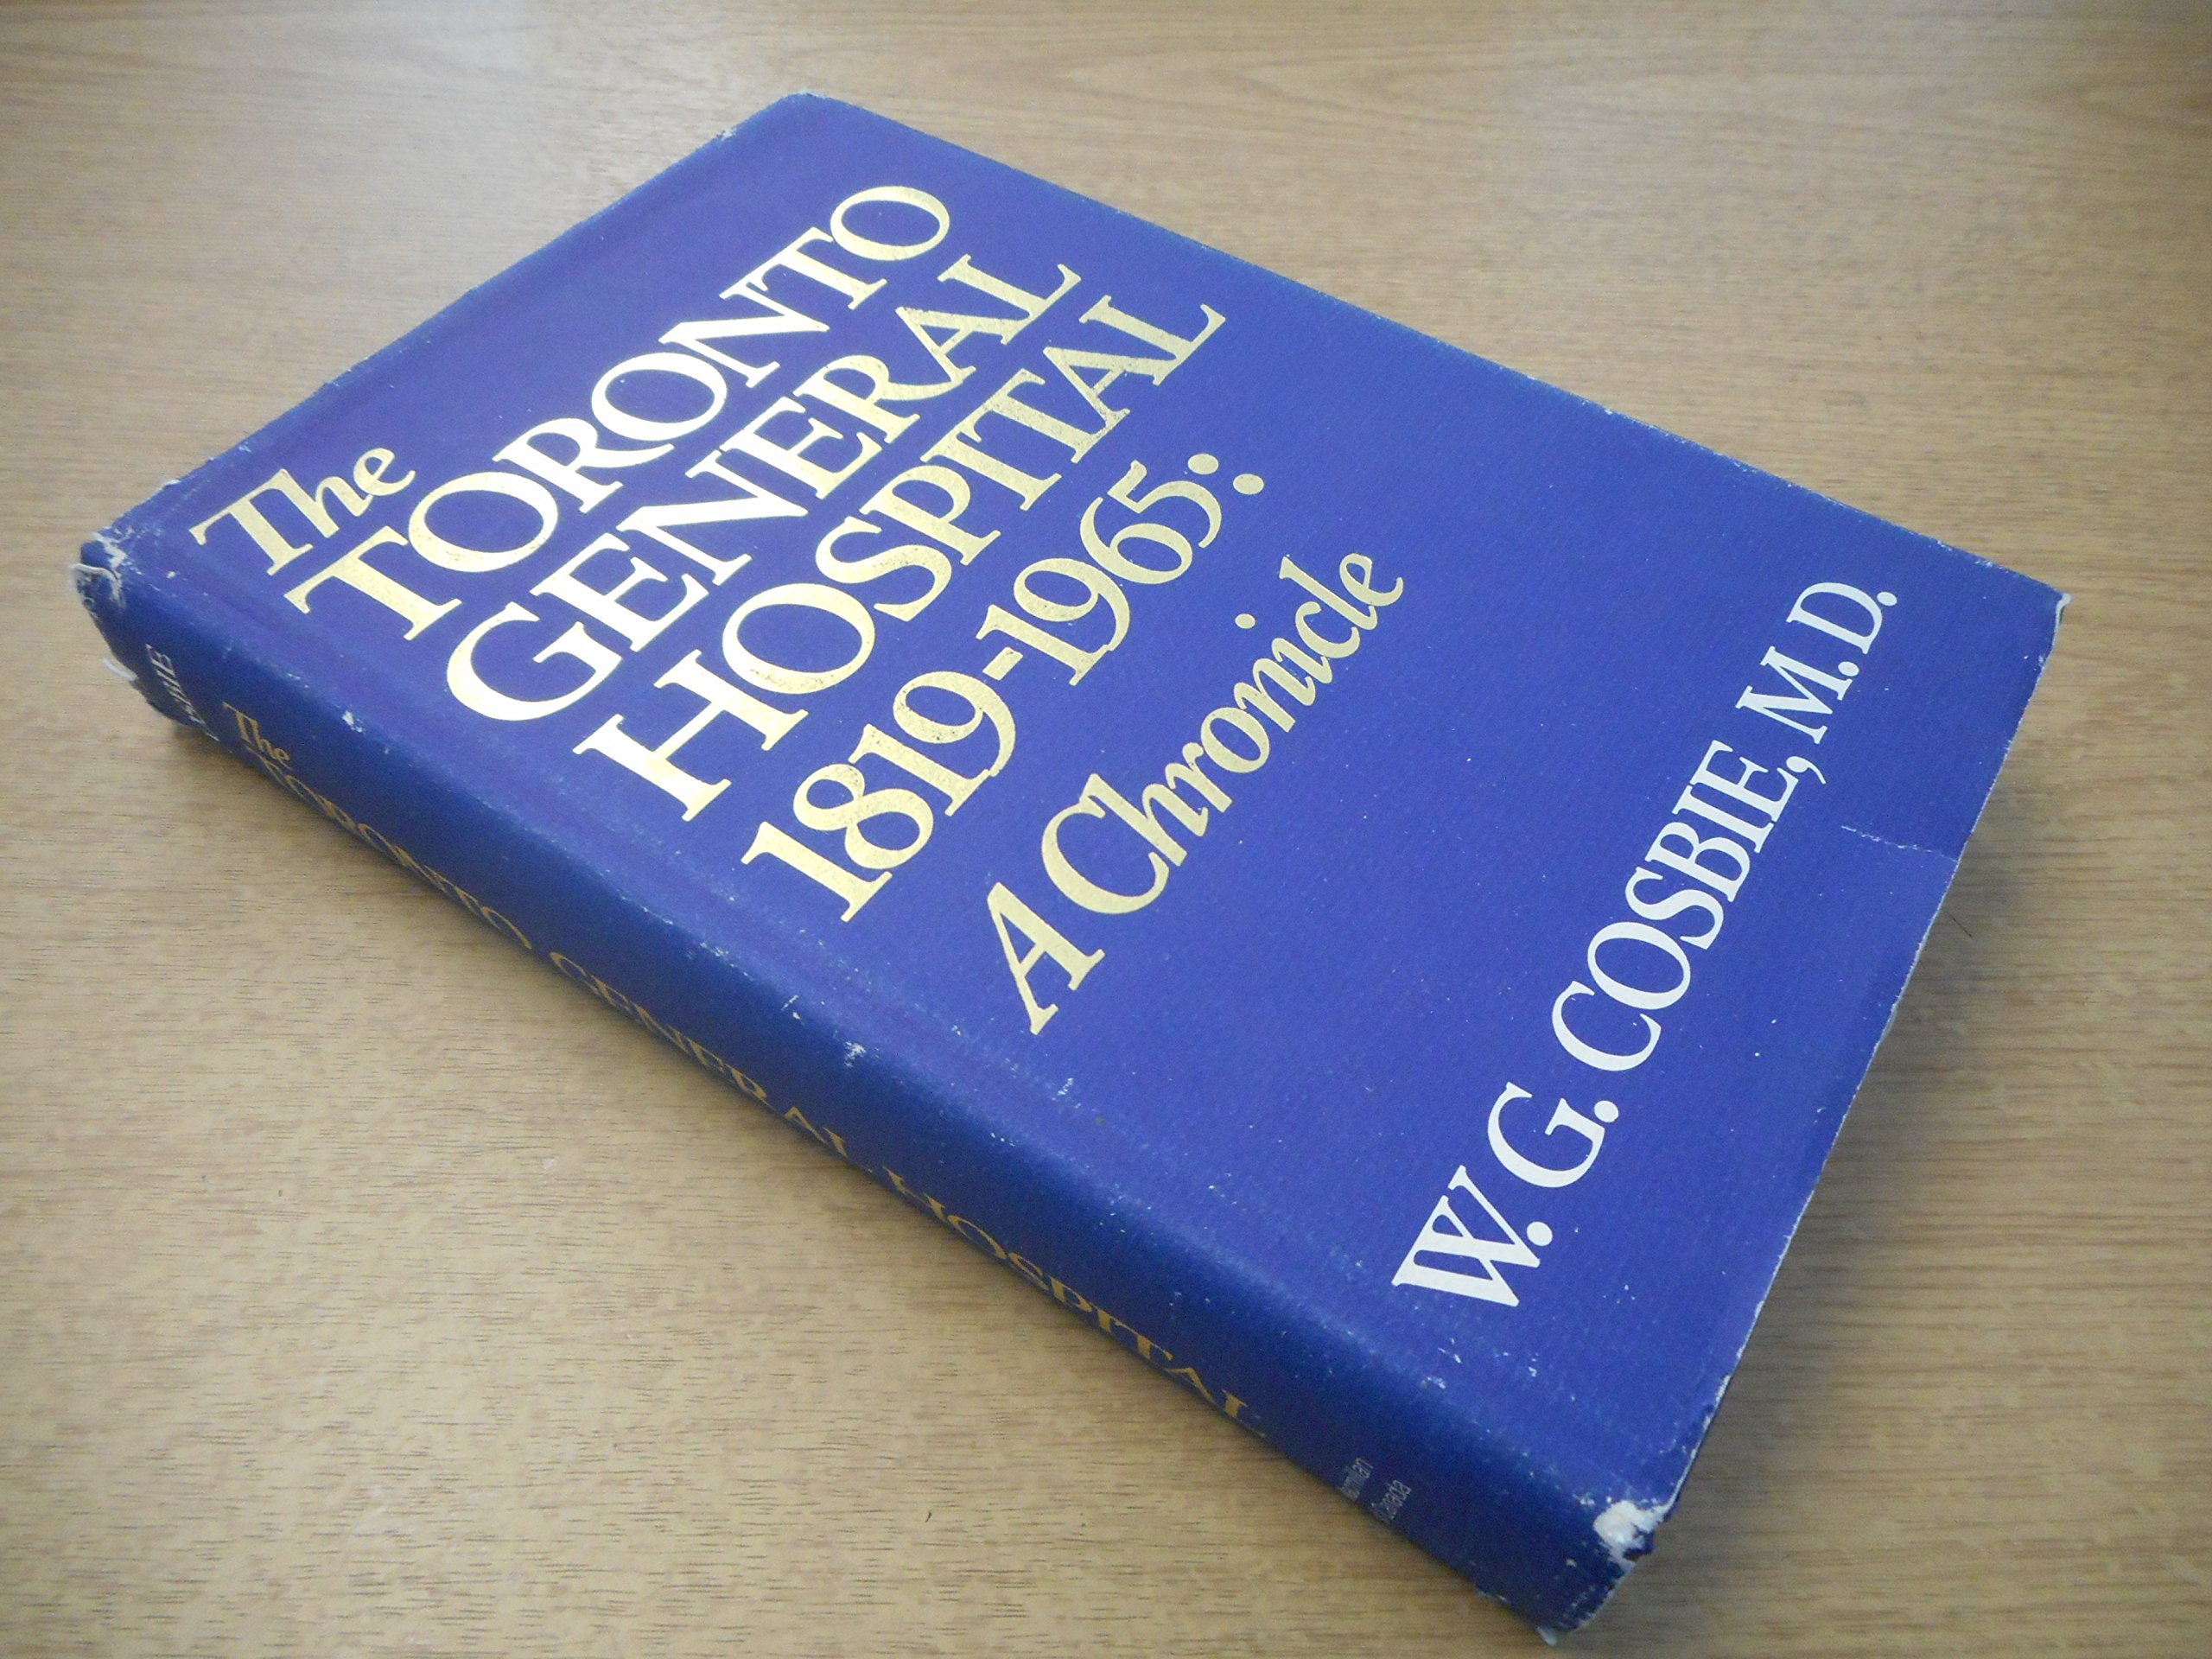 The
TORONTO
GENERAL
HOSPITAL
1819-1965:
A Chronicle
W. G. COSBIE, M.D.
The TORONTO GENERAL HOSPITAL